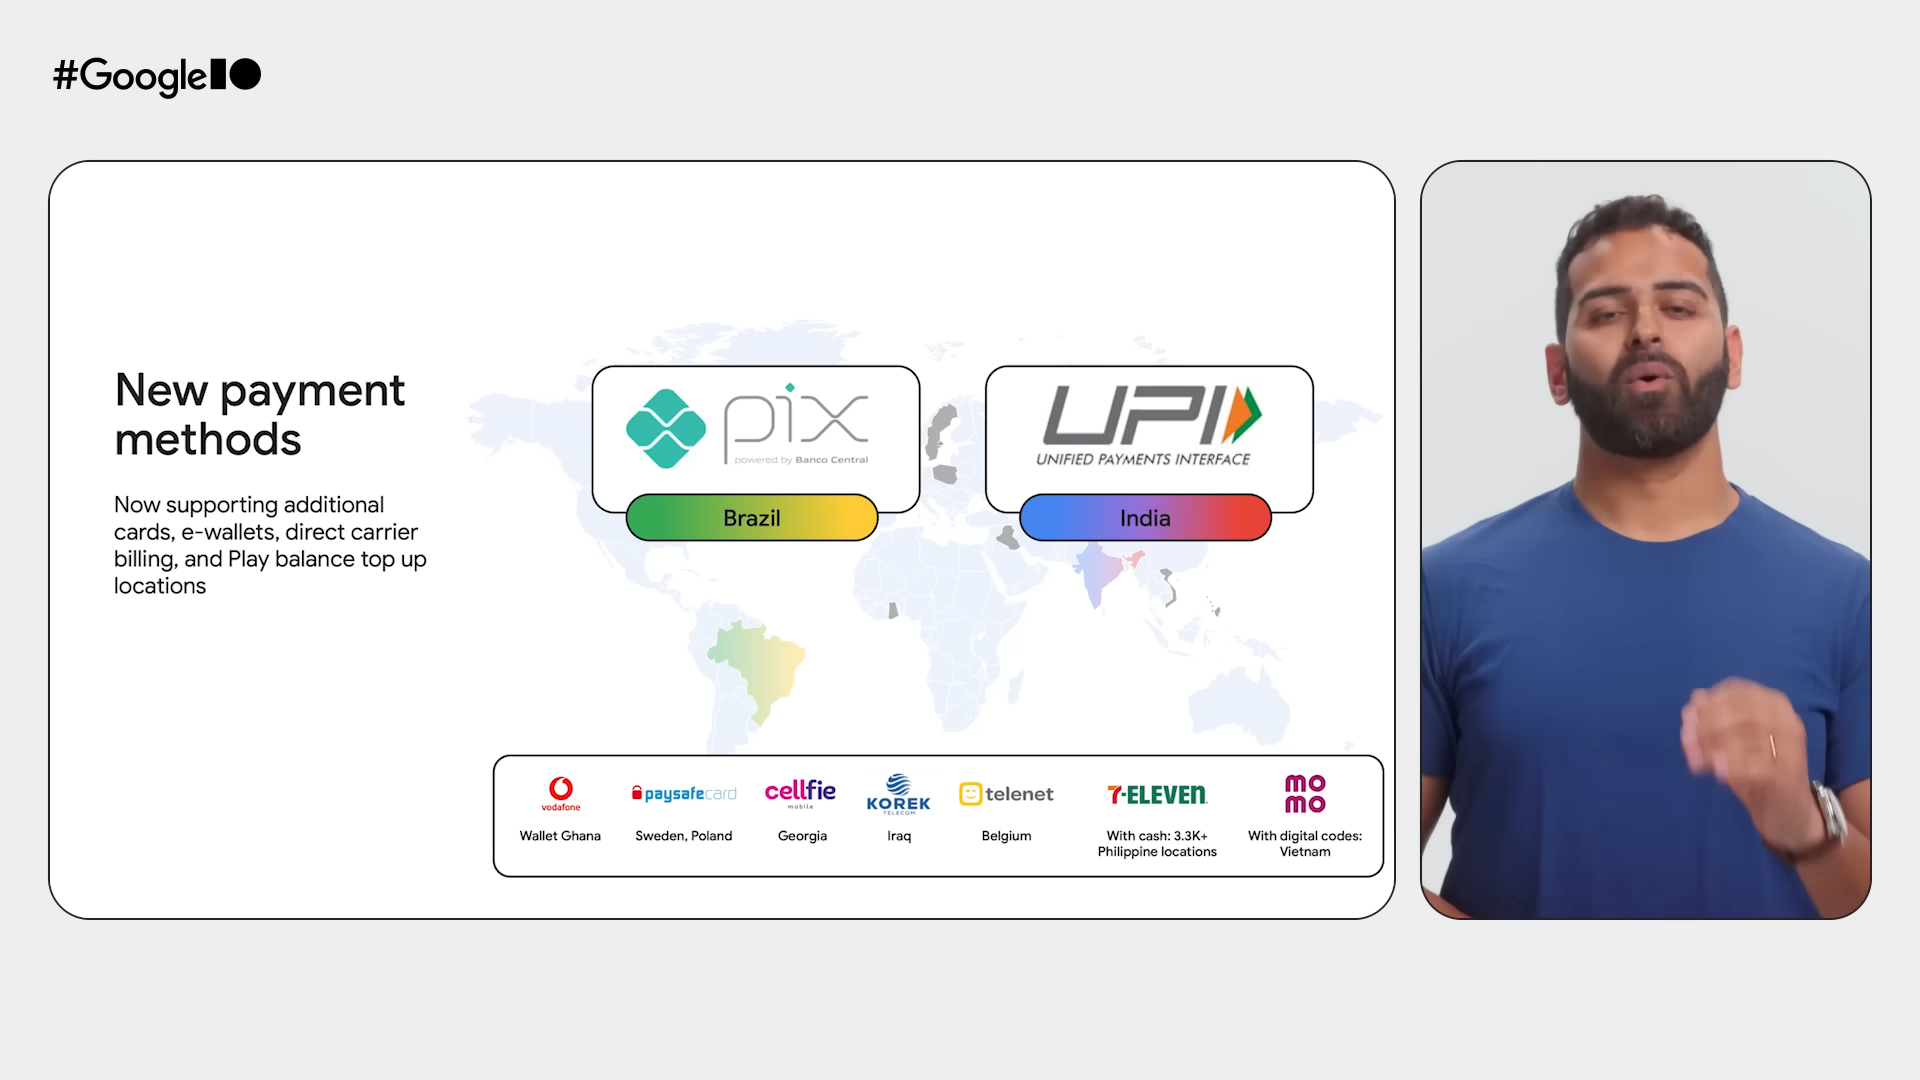 #GoogleIO
New payment
methods
Now supporting additional
cards, e-wallets, direct carrier
billing, and Play balance top up
locations
pix
powered by Banco Central
Brazil
UPI
UNIFIED PAYMENTS INTERFACE
India
vodafone
Wallet Ghana
paysafecard
Sweden, Poland
cellfie
mobile
Georgia
KOREK
TELECOM
Iraq
telenet
Belgium
7-ELEVEN
With cash: 3.3K+
Philippine locations
mo
mo
With digital codes:
Vietnam